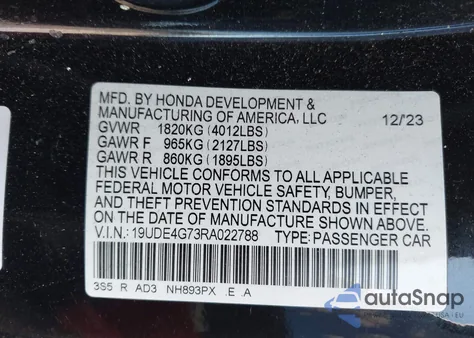 MFD. BY HONDA DEVELOPMENT &
MANUFACTURING OF AMERICA, LLC 12/23
GVWR 1820KG (4012LBS)
GAWR F 965KG (2127LBS)
GAWR R 860KG (1895LBS)
THIS VEHICLE CONFORMS TO ALL APPLICABLE
FEDERAL MOTOR VEHICLE SAFETY, BUMPER,
AND THEFT PREVENTION STANDARDS IN EFFECT
ON THE DATE OF MANUFACTURE SHOWN ABOVE.
V.I.N.: 19UDE4G73RA022788 TYPE: PASSENGER CAR
3S5 R AD3 NH893PX .E .A
autoSnap